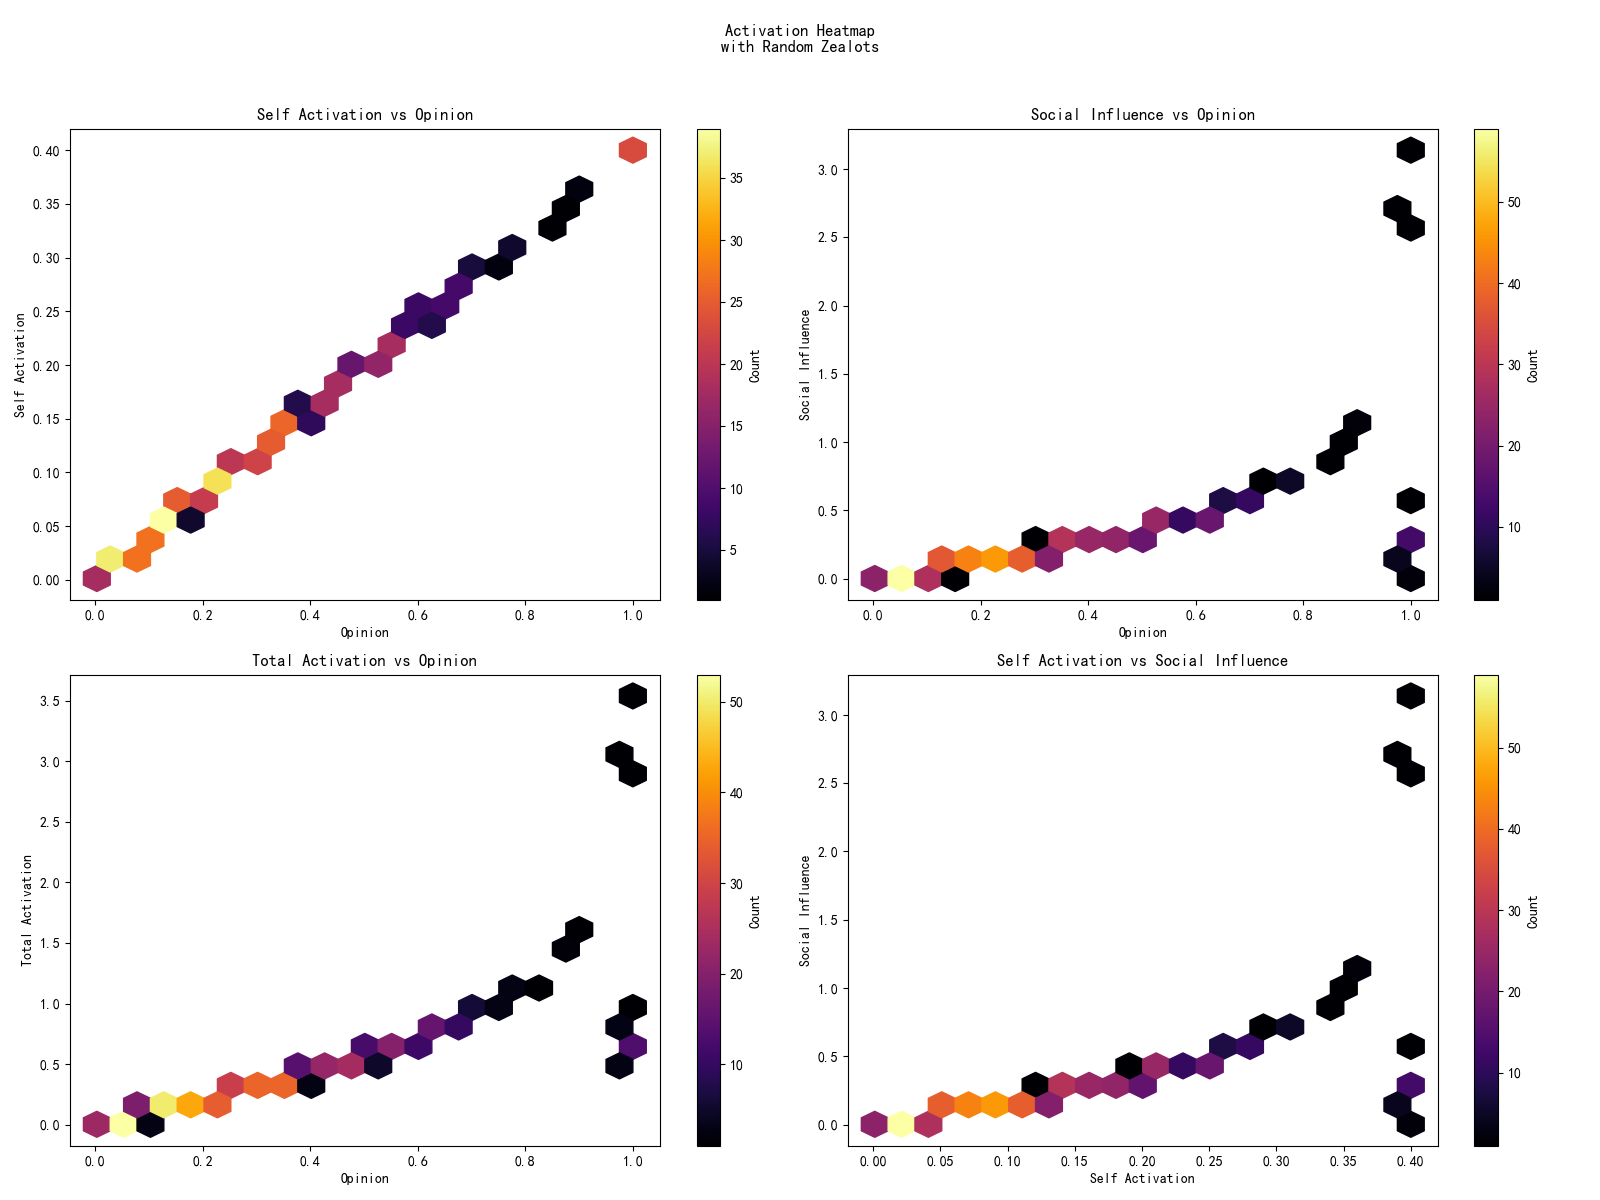 Activation Heatmap
with Random Zealots
Self Activation vs Opinion
Self Activation
0.40
0.35
0.30
0.25
0.20
0.15
0.10
0.05
0.00
0.0 0.2 0.4 0.6 0.8 1.0
Opinion
35
30
25
20
15
10
5
Count
Social Influence vs Opinion
Social Influence
3.0
2.5
2.0
1.5
1.0
0.5
0.0
0.0 0.2 0.4 0.6 0.8 1.0
Opinion
50
40
30
20
10
Count
Total Activation vs Opinion
Total Activation
3.5
3.0
2.5
2.0
1.5
1.0
0.5
0.0
0.0 0.2 0.4 0.6 0.8 1.0
Opinion
50
40
30
20
10
Count
Self Activation vs Social Influence
Social Influence
3.0
2.5
2.0
1.5
1.0
0.5
0.0
0.00 0.05 0.10 0.15 0.20 0.25 0.30 0.35 0.40
Self Activation
50
40
30
20
10
Count